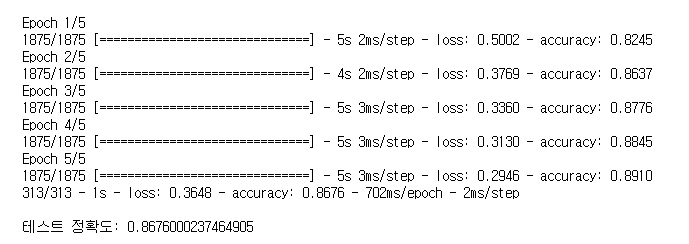 Epoch 1/5
1875/1875 [==============================] - 5s 2ms/step - loss: 0.5002 - accuracy: 0.8245
Epoch 2/5
1875/1875 [==============================] - 4s 2ms/step - loss: 0.3769 - accuracy: 0.8637
Epoch 3/5
1875/1875 [==============================] - 5s 3ms/step - loss: 0.3360 - accuracy: 0.8776
Epoch 4/5
1875/1875 [==============================] - 5s 3ms/step - loss: 0.3130 - accuracy: 0.8845
Epoch 5/5
1875/1875 [==============================] - 5s 3ms/step - loss: 0.2946 - accuracy: 0.8910
313/313 - 1s - loss: 0.3648 - accuracy: 0.8676 - 702ms/epoch - 2ms/step
테스트 정확도: 0.8676000237464905